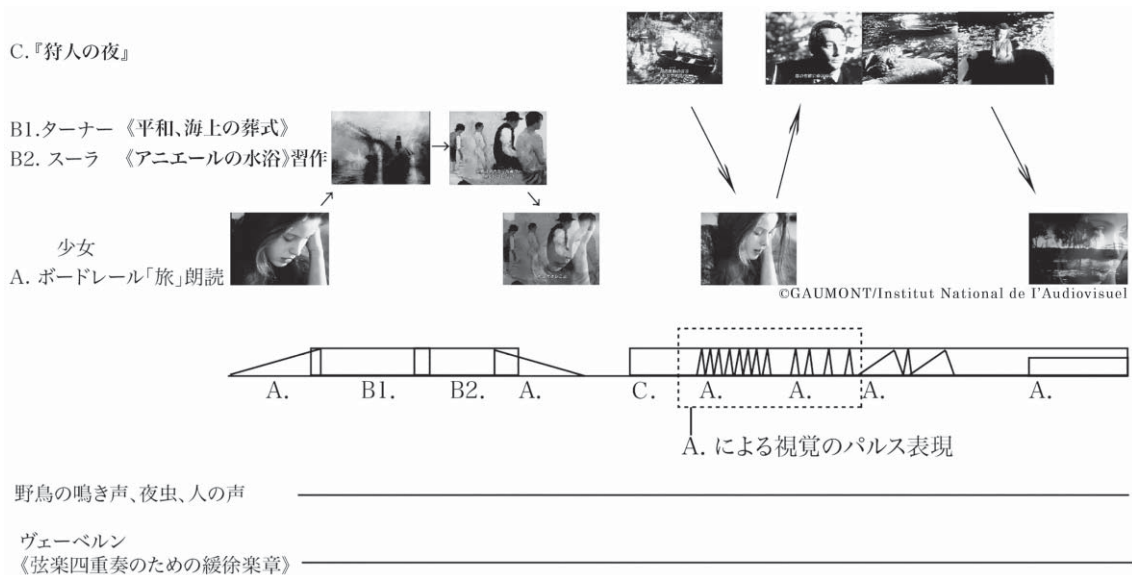 C.『狩人の夜』
B1.ターナー 《平和、海上の葬式》
B2. スーラ 《アニエールの水浴》習作
少女
A. ボードレール「旅」朗読
©GAUMONT/Institut National de l'Audiovisuel
A. B1. B2. A. C. A. A. A. A.
A. による視覚のパルス表現
野鳥の鳴き声、夜虫、人の声
ヴェーベルン
《弦楽四重奏のための緩徐楽章》